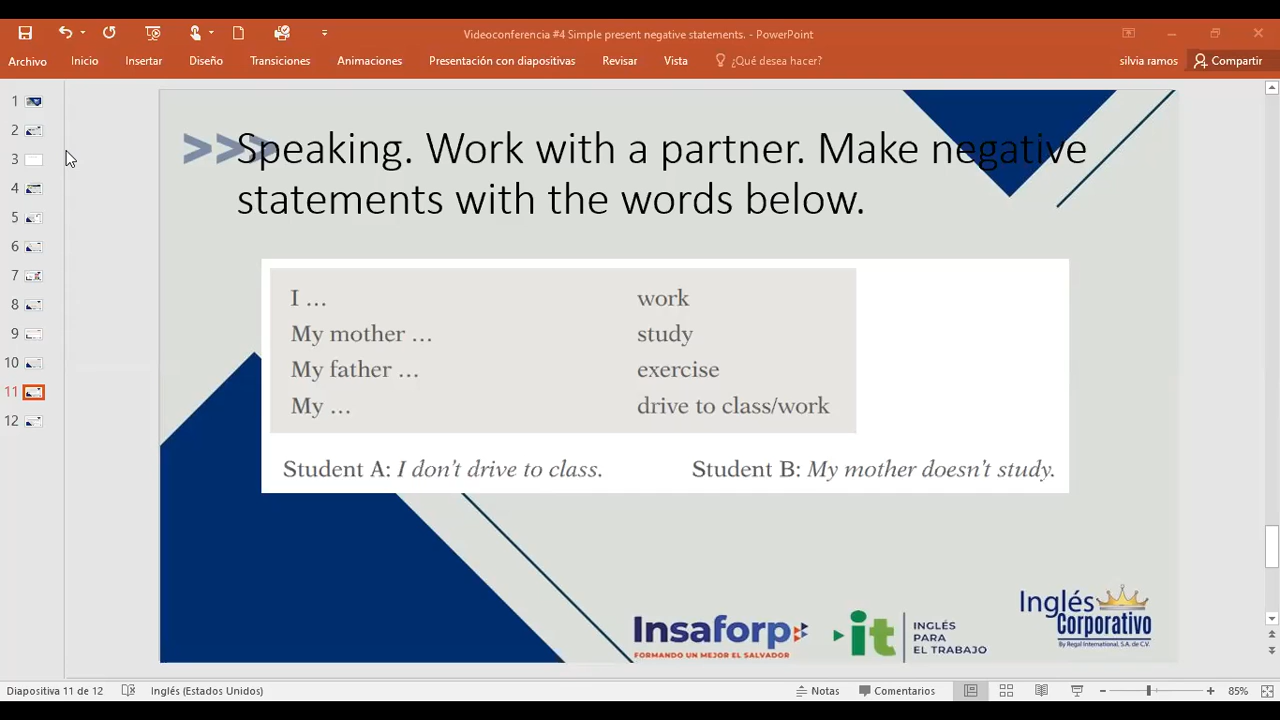 Videoconferencia #4 Simple present negative statements. - PowerPoint
Archivo Inicio Insertar Diseño Transiciones Animaciones Presentación con diapositivas Revisar Vista ¿Qué desea hacer? silvia ramos Compartir
1
2
3
4
5
6
7
8
9
10
11
12
>>>Speaking. Work with a partner. Make negative
statements with the words below.
I … work
My mother … study
My father … exercise
My … drive to class/work
Student A: I don't drive to class. Student B: My mother doesn't study.
Insaforp
FORMANDO UN MEJOR EL SALVADOR
it
INGLÉS
PARA
EL TRABAJO
Inglés
Corporativo
By Regal International, S.A. de C.V.
Diapositiva 11 de 12 Inglés (Estados Unidos) Notas Comentarios 85%